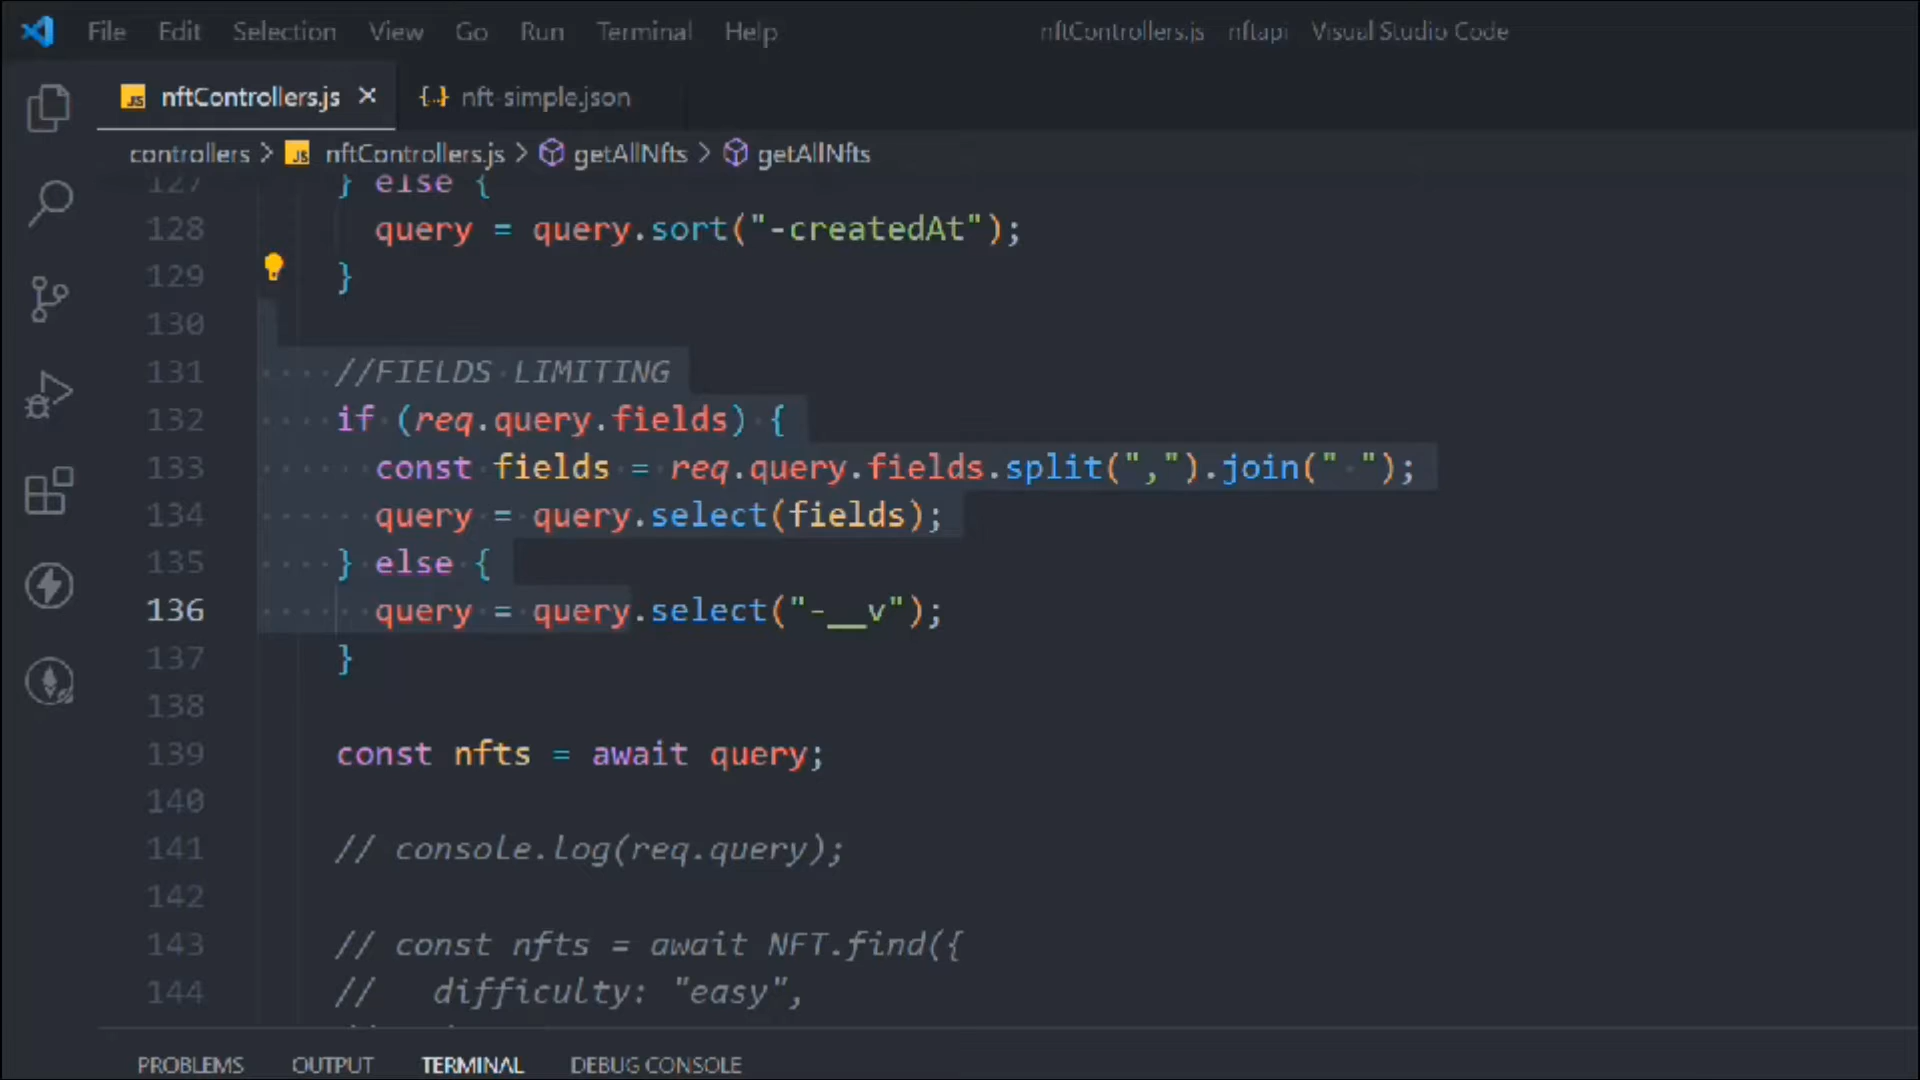 File Edit Selection View Go Run Terminal Help nftControllers.js nftapi Visual Studio Code
JS nftControllers.js × {..} nft-simple.json
controllers > JS nftControllers.js > getAllNfts > getAllNfts
127 } else {
128 query = query.sort("-createdAt");
129 }
130
131 //FIELDS LIMITING
132 if (req.query.fields) {
133 const fields = req.query.fields.split(",").join(" ");
134 query = query.select(fields);
135 } else {
136 query = query.select("-__v");
137 }
138
139 const nfts = await query;
140
141 // console.log(req.query);
142
143 // const nfts = await NFT.find({
144 // difficulty: "easy",
PROBLEMS OUTPUT TERMINAL DEBUG CONSOLE